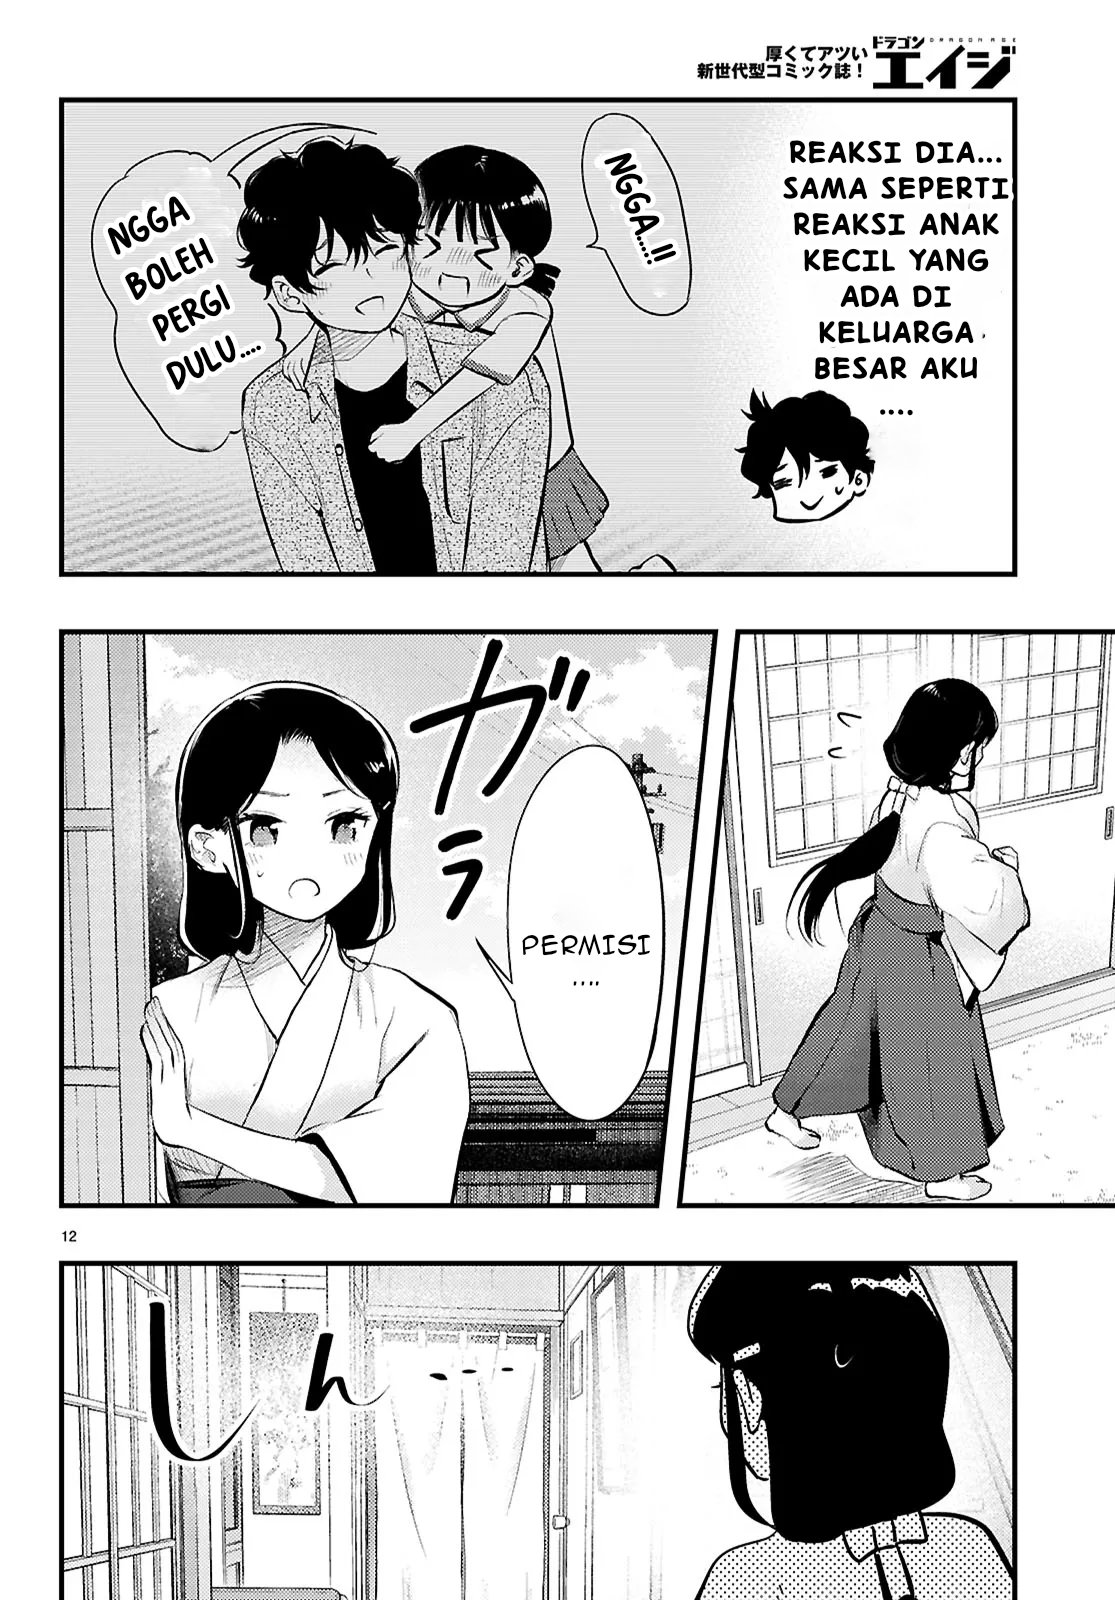 厚くてアツい
新世代型コミック誌！
ドラゴン
DRAGON AGE
エイジ
REAKSI DIA...
SAMA SEPERTI
REAKSI ANAK
KECIL YANG
ADA DI
KELUARGA
BESAR AKU
....
NGGA....!!
NGGA
BOLEH
PERGI
DULU....
ガラ
PERMISI
....
12
しん